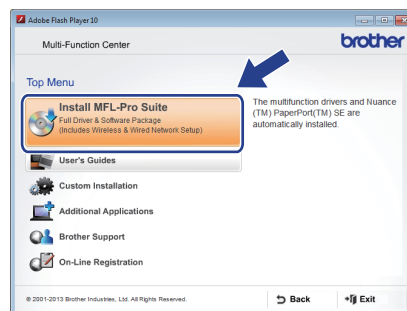 Adobe Flash Player 10
Multi-Function Center
brother
Top Menu
Install MFL-Pro Suite
Full Driver & Software Package
(Includes Wireless & Wired Network Setup)
The multifunction drivers and Nuance
(TM) PaperPort(TM) SE are
automatically installed.
User's Guides
Custom Installation
Additional Applications
Brother Support
On-Line Registration
© 2001-2013 Brother Industries, Ltd. All Rights Reserved.
Back
Exit